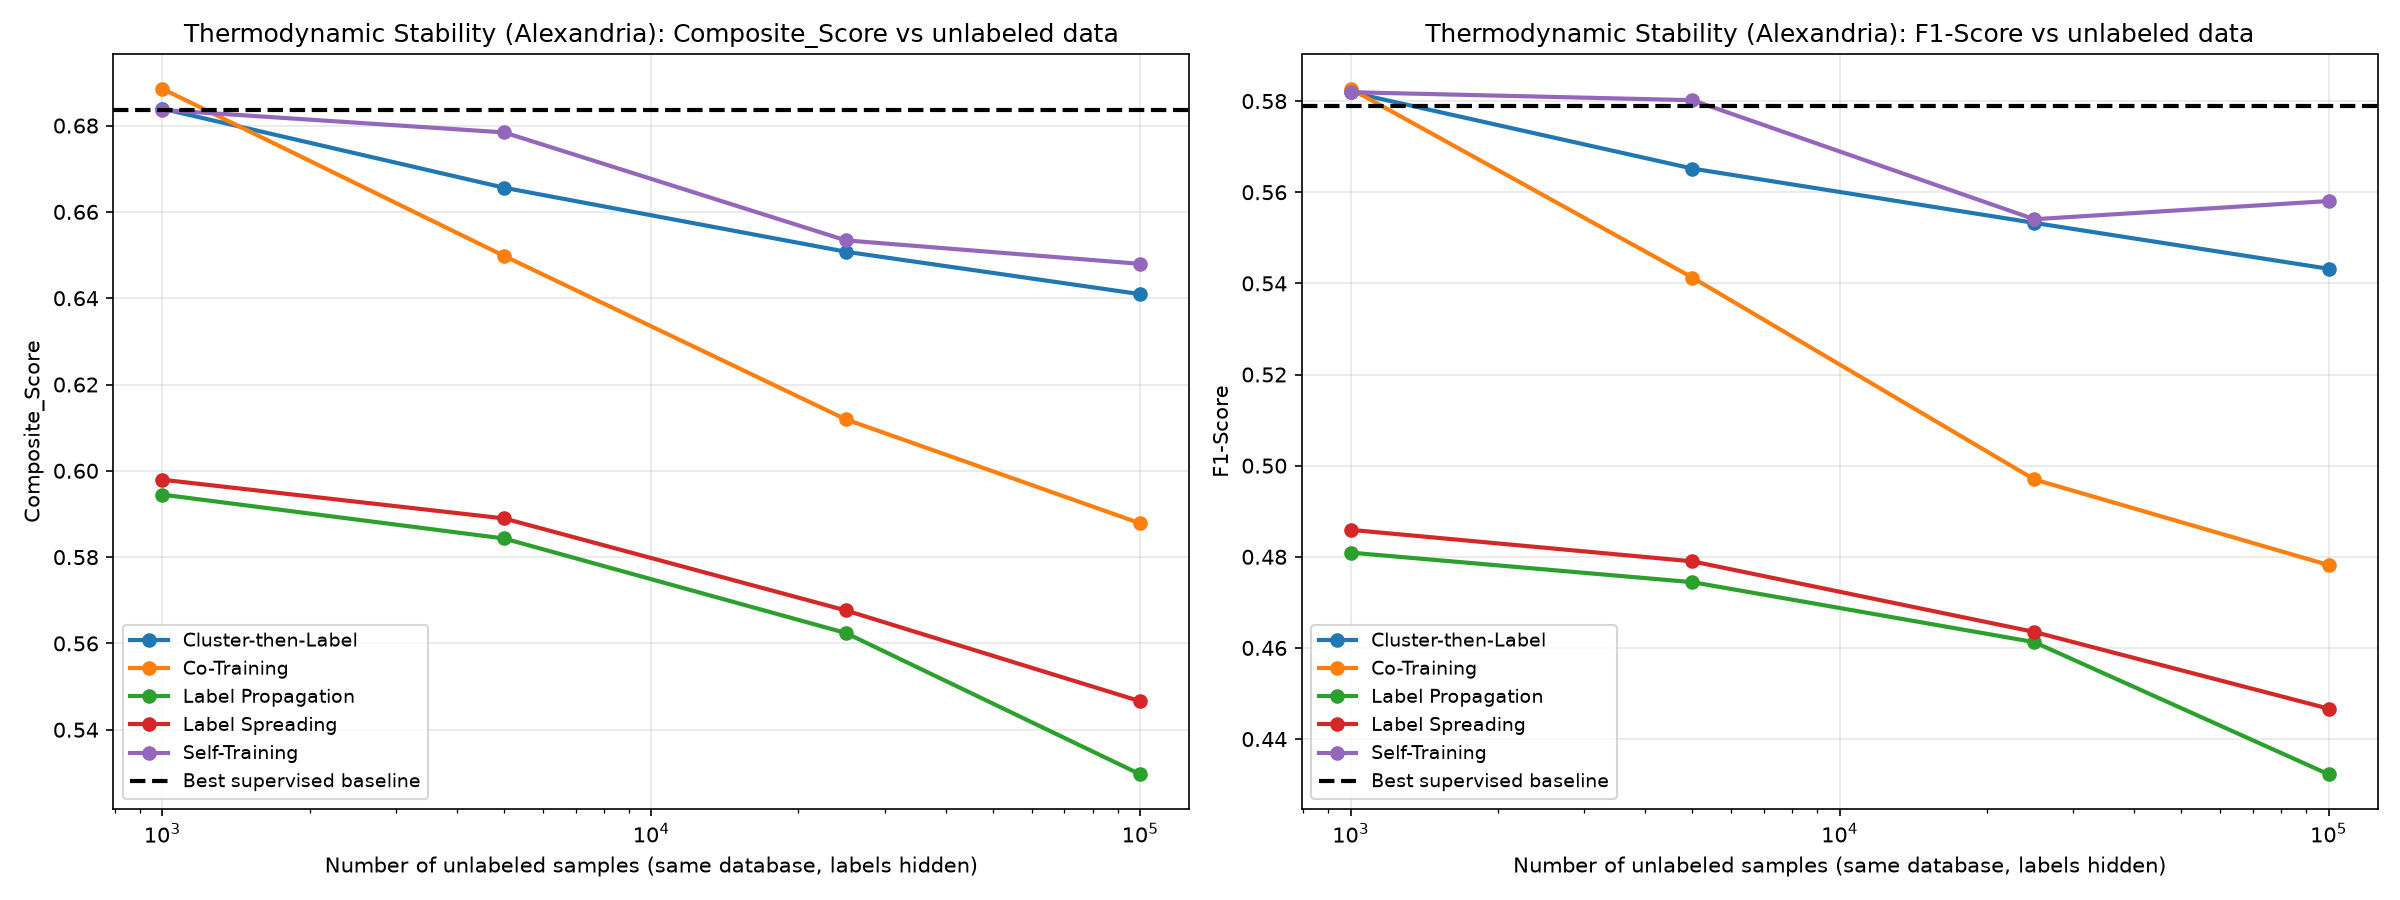 Thermodynamic Stability (Alexandria): Composite_Score vs unlabeled data
Composite_Score
0.68
0.66
0.64
0.62
0.60
0.58
0.56
0.54
Cluster-then-Label
Co-Training
Label Propagation
Label Spreading
Self-Training
Best supervised baseline
10³
10⁴
10⁵
Number of unlabeled samples (same database, labels hidden)
Thermodynamic Stability (Alexandria): F1-Score vs unlabeled data
F1-Score
0.58
0.56
0.54
0.52
0.50
0.48
0.46
0.44
Cluster-then-Label
Co-Training
Label Propagation
Label Spreading
Self-Training
Best supervised baseline
10³
10⁴
10⁵
Number of unlabeled samples (same database, labels hidden)